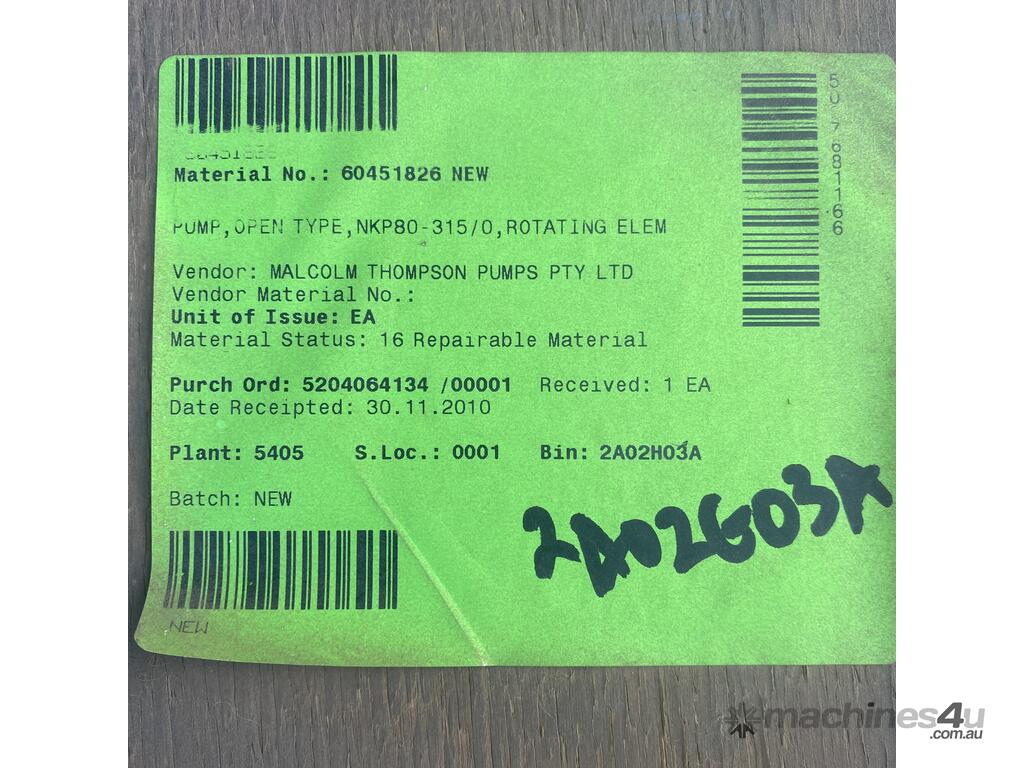 Material No.: 60451826 NEW
PUMP,OPEN TYPE,NKP80-315/0,ROTATING ELEM
Vendor: MALCOLM THOMPSON PUMPS PTY LTD
Vendor Material No.:
Unit of Issue: EA
Material Status: 16 Repairable Material
Purch Ord: 5204064134 /00001 Received: 1 EA
Date Receipted: 30.11.2010
Plant: 5405 S.Loc.: 0001 Bin: 2A02H03A
Batch: NEW
2A02G03A
NEW
machines4u
.com.au